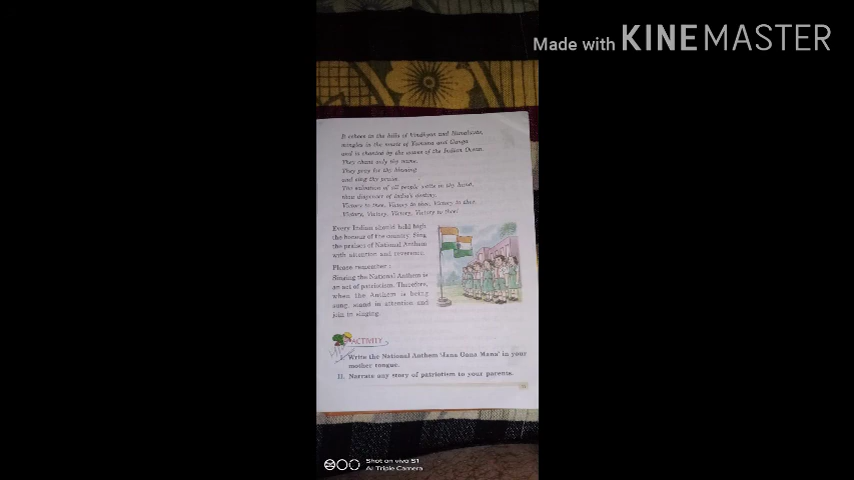 Made with KINEMASTER
It echoes in the hills of Vindhyas and Himalayas,
mingles in the music of Yamuna and Ganga
and is chanted by the waves of the Indian Ocean.
They chant only thy name.
They pray for thy blessing
and sing thy praise.
The salvation of all people waits in thy hand,
thou dispenser of India's destiny.
Victory to thee, Victory to thee, Victory to thee,
Victory, Victory, Victory, Victory to thee!
Every Indian should hold high
the honour of the country. Sing
the praises of National Anthem
with attention and reverence.
Please remember :
Singing the National Anthem is
an act of patriotism. Therefore,
when the Anthem is being
sung, stand in attention and
join in singing.
ACTIVITY
I. Write the National Anthem 'Jana Gana Mana' in your
mother tongue.
II. Narrate any story of patriotism to your parents.
Shot on vivo S1
AI Triple Camera